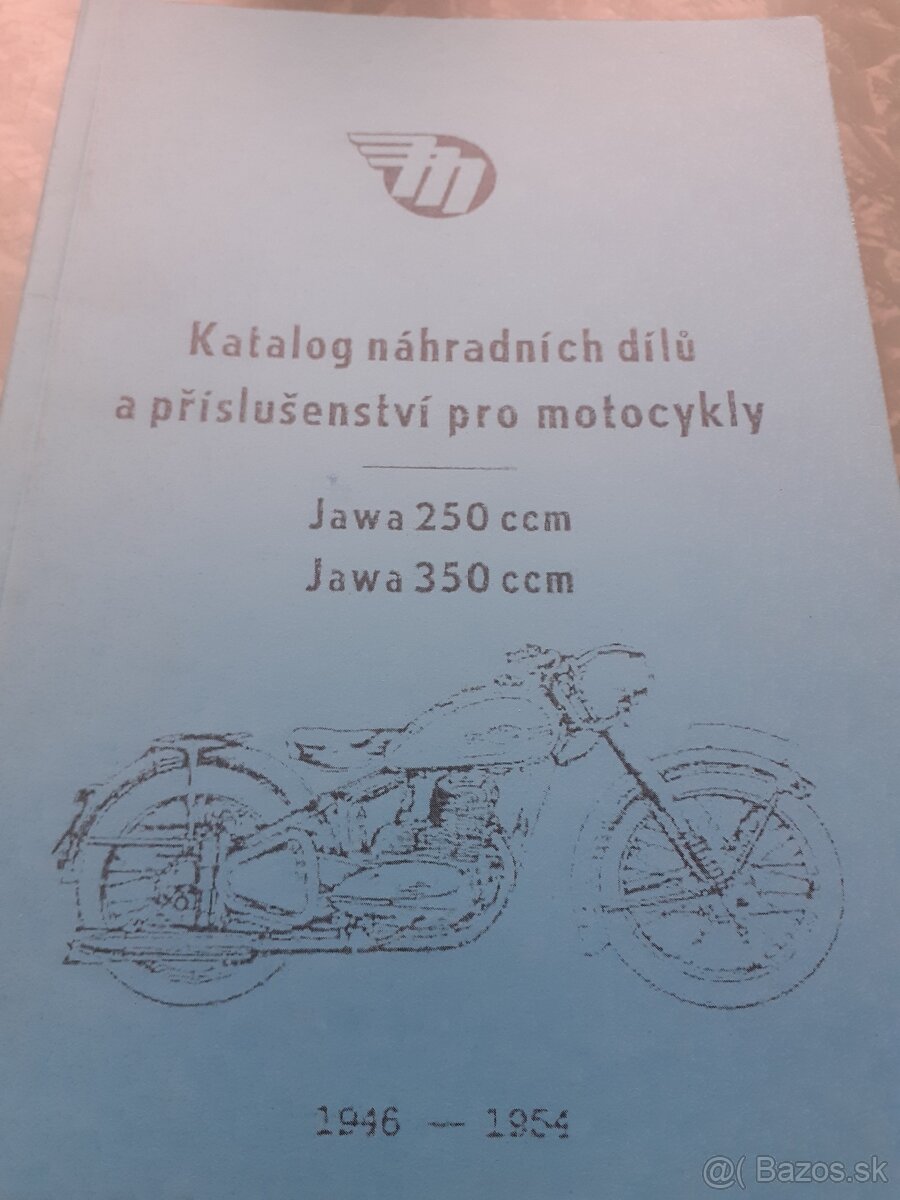 Katalog náhradních dílů
a příslušenství pro motocykly
Jawa 250 ccm
Jawa 350 ccm
1946 — 1954
@( Bazos.sk